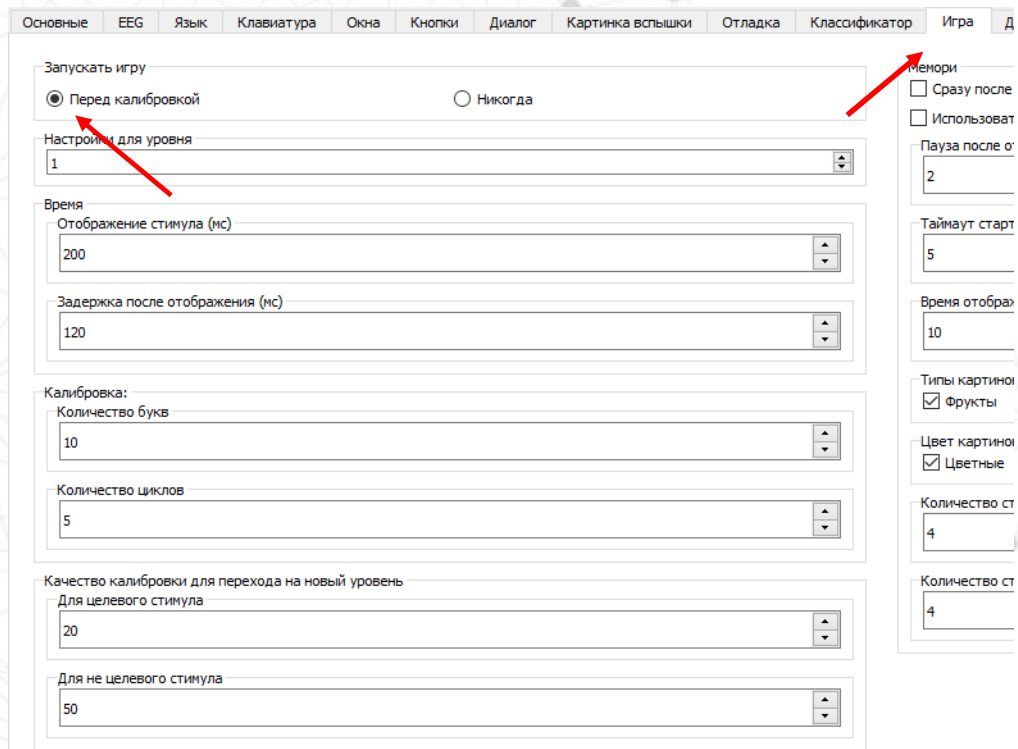 Основные EEG Язык Клавиатура Окна Кнопки Диалог Картинка вспышки Отладка Классификатор Игра Д
Запускать игру
Перед калибровкой Никогда
Настройки для уровня
1
Время
Отображение стимула (мс)
200
Задержка после отображения (мс)
120
Калибровка:
Количество букв
10
Количество циклов
5
Качество калибровки для перехода на новый уровень
Для целевого стимула
20
Для не целевого стимула
50
Мемори
Сразу после
Использоват
Пауза после от
2
Таймаут старт
5
Время отображ
10
Типы картинок
Фрукты
Цвет картинок
Цветные
Количество ст
4
Количество ст
4